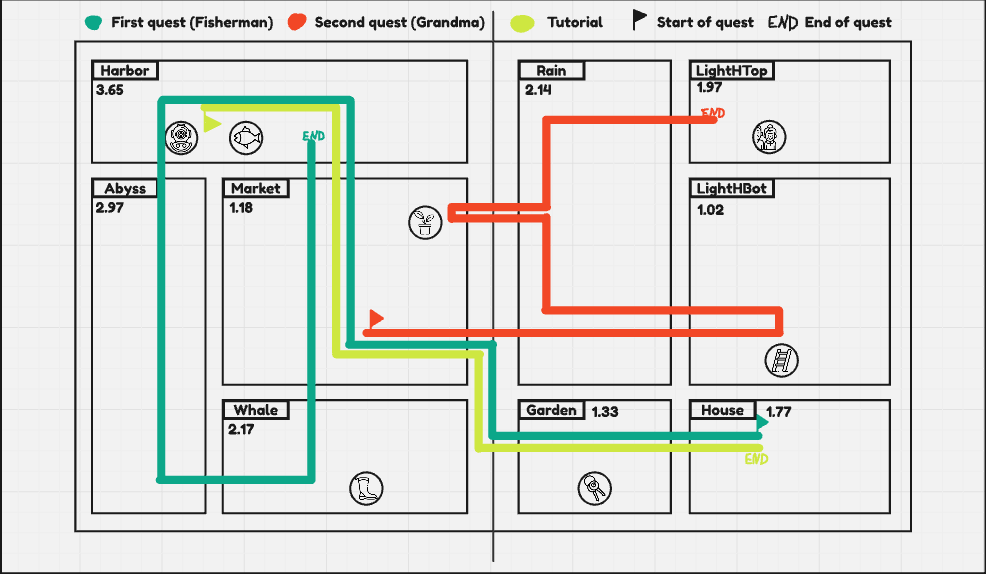 First quest (Fisherman) Second quest (Grandma) Tutorial Start of quest END End of quest
Harbor
3.65
END
Rain
2.14
LightHTop
1.97
END
Abyss
2.97
Market
1.18
LightHBot
1.02
Whale
2.17
Garden 1.33
House 1.77
END